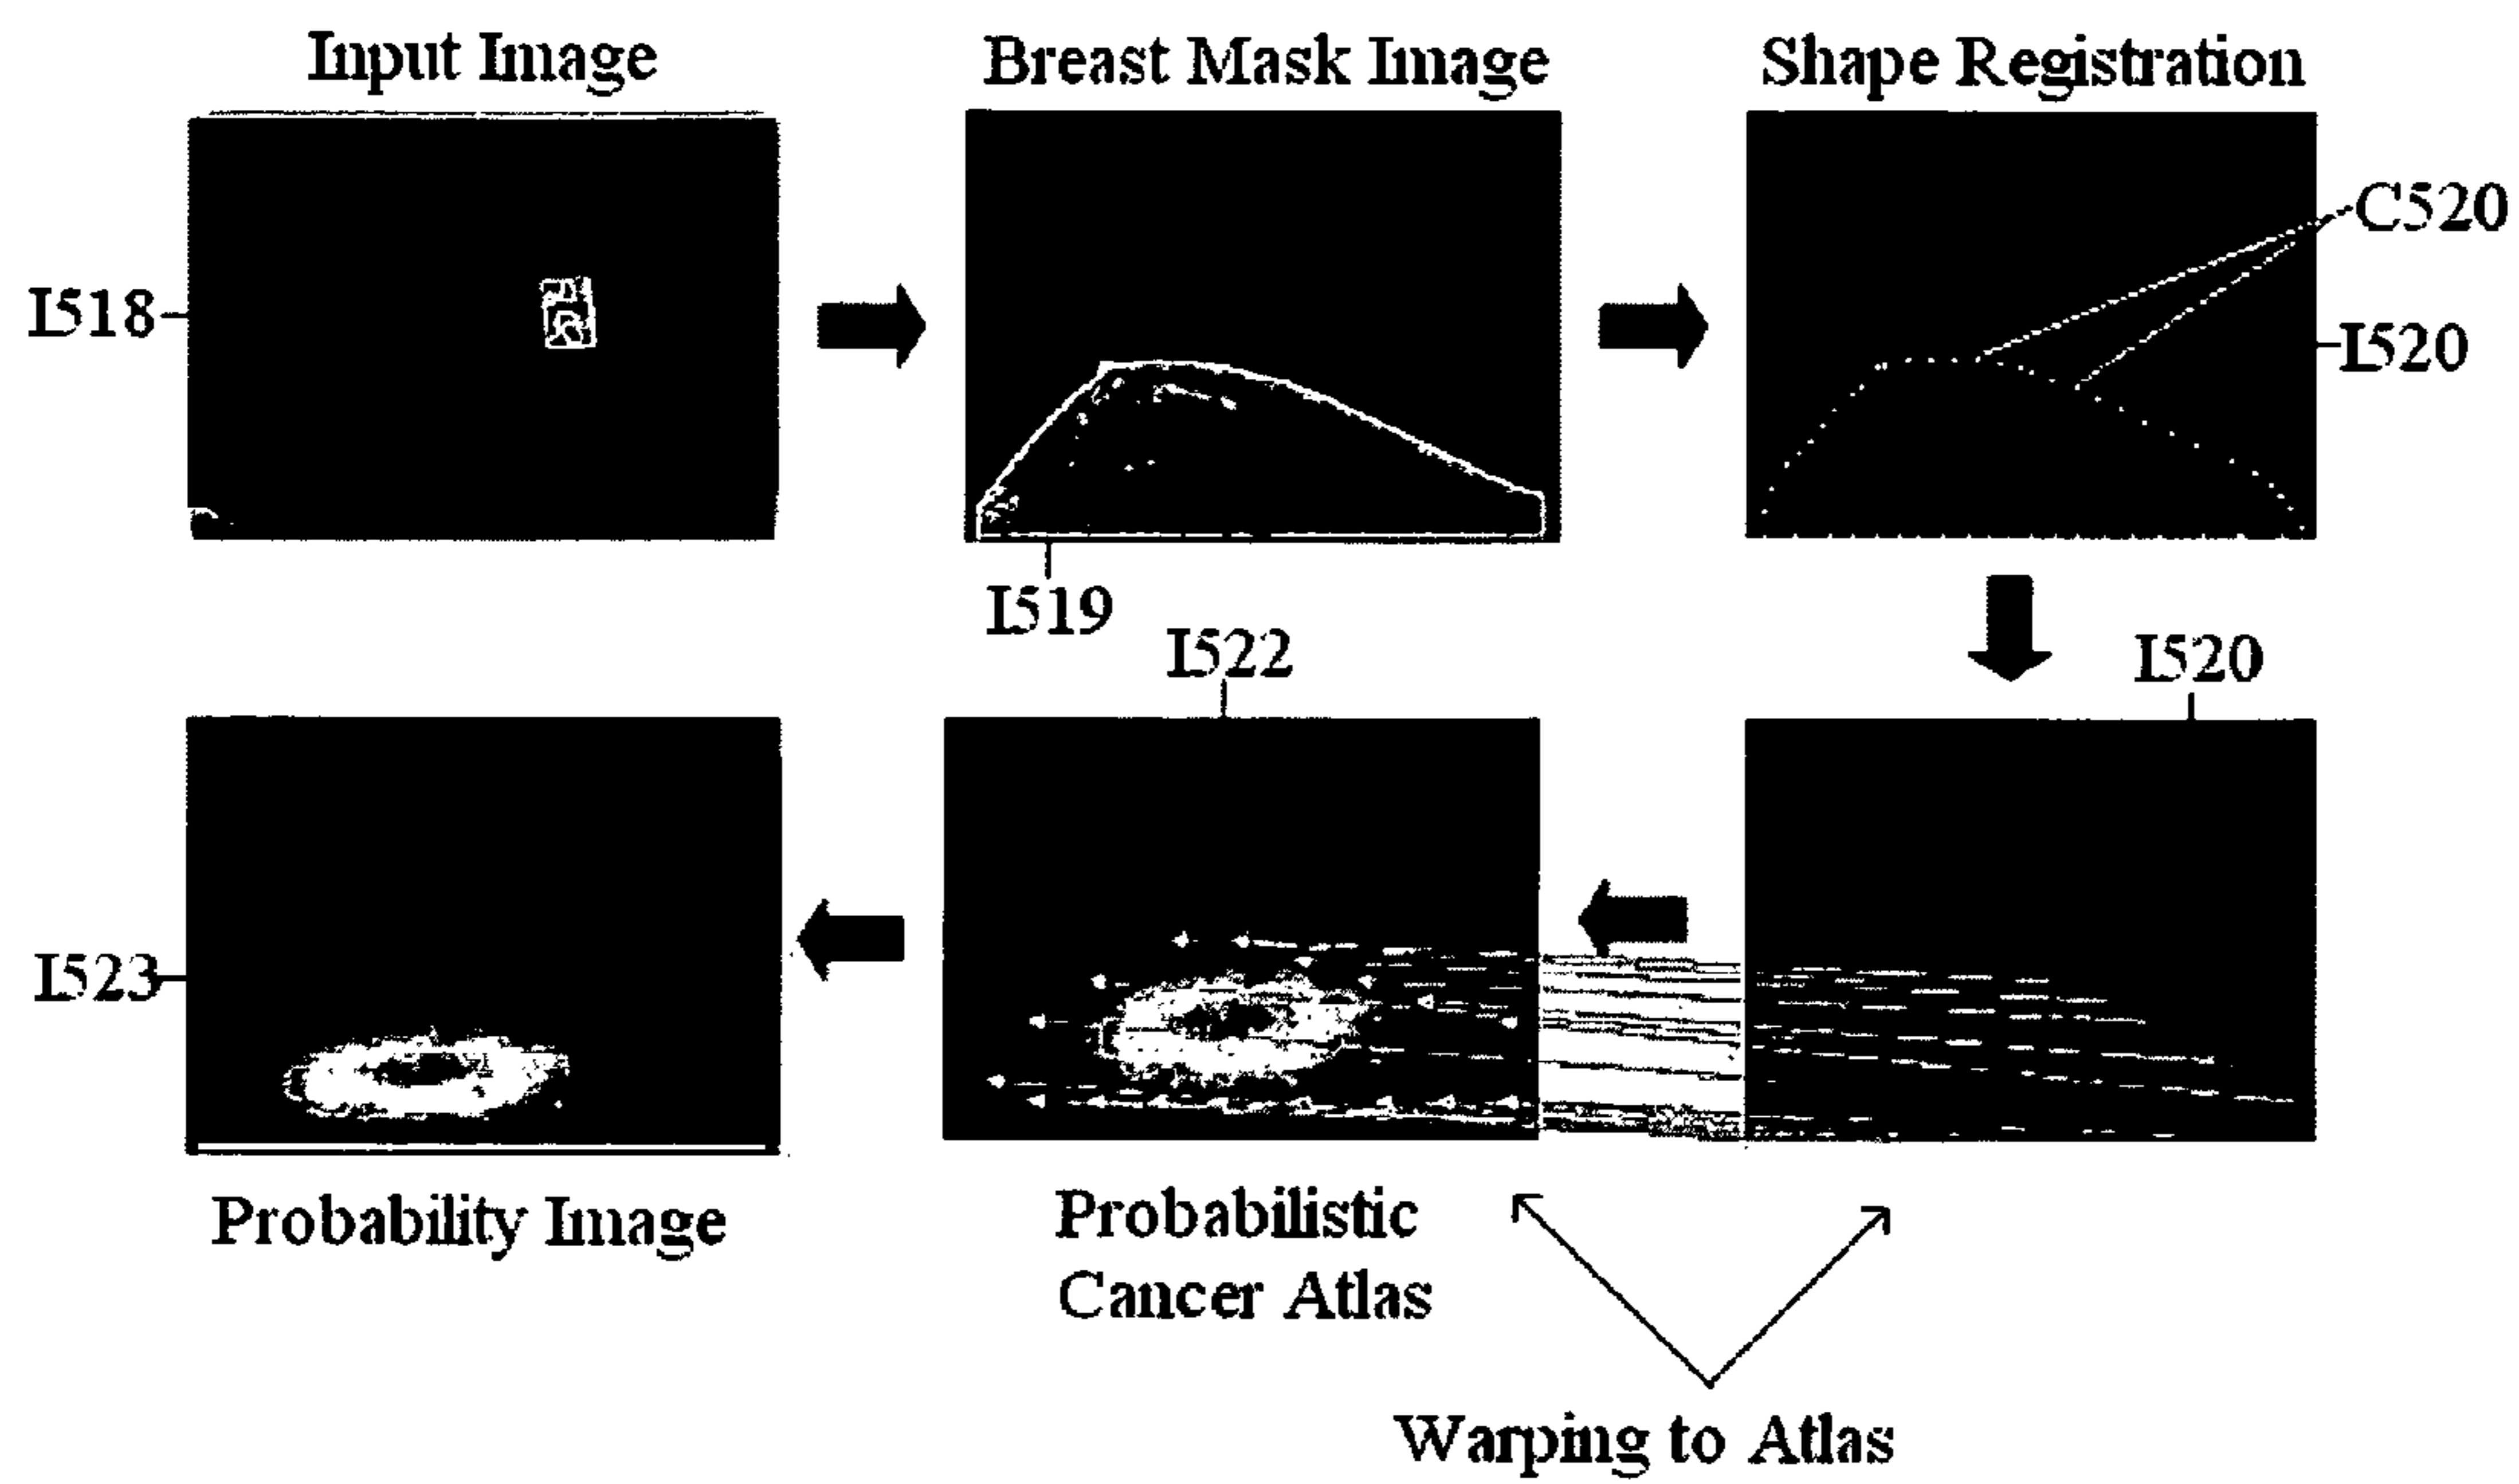 Input Image
Breast Mask Image
Shape Registration
C520
I518
I520
I519
I522
I520
I523
Probability Image
Probabilistic
Cancer Atlas
Warping to Atlas